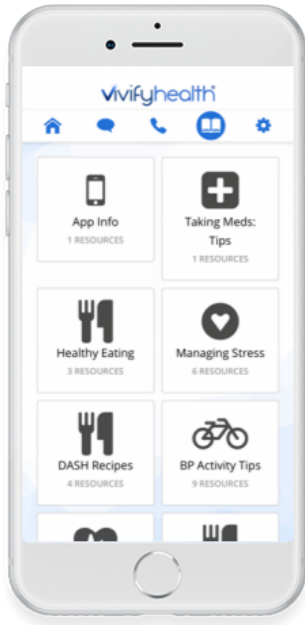 vivifyhealth
App Info
1 RESOURCES
Taking Meds:
Tips
1 RESOURCES
Healthy Eating
3 RESOURCES
Managing Stress
6 RESOURCES
DASH Recipes
4 RESOURCES
BP Activity Tips
9 RESOURCES